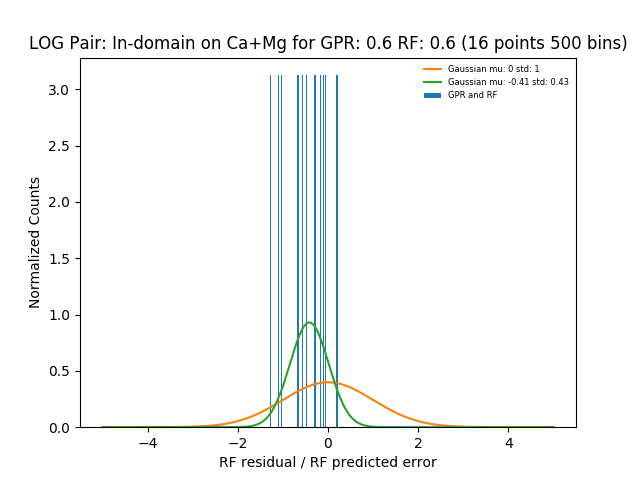 LOG Pair: In-domain on Ca+Mg for GPR: 0.6 RF: 0.6 (16 points 500 bins)
Gaussian mu: 0 std: 1
Gaussian mu: -0.41 std: 0.43
GPR and RF
Normalized Counts
3.0
2.5
2.0
1.5
1.0
0.5
0.0
−4 −2 0 2 4
RF residual / RF predicted error